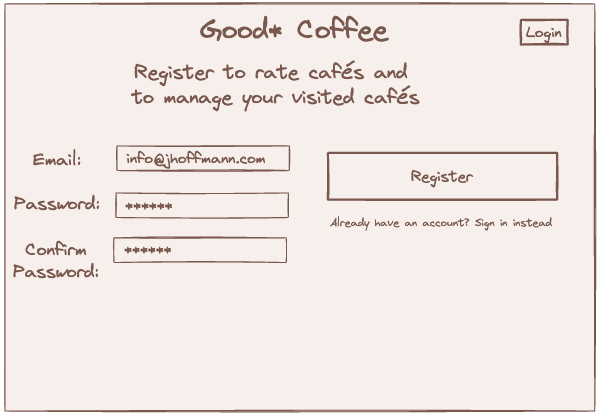 Good* Coffee
Login
Register to rate cafés and
to manage your visited cafés
Email:
info@jhoffmann.com
Register
Password:
******
Already have an account? Sign in instead
Confirm
Password:
******